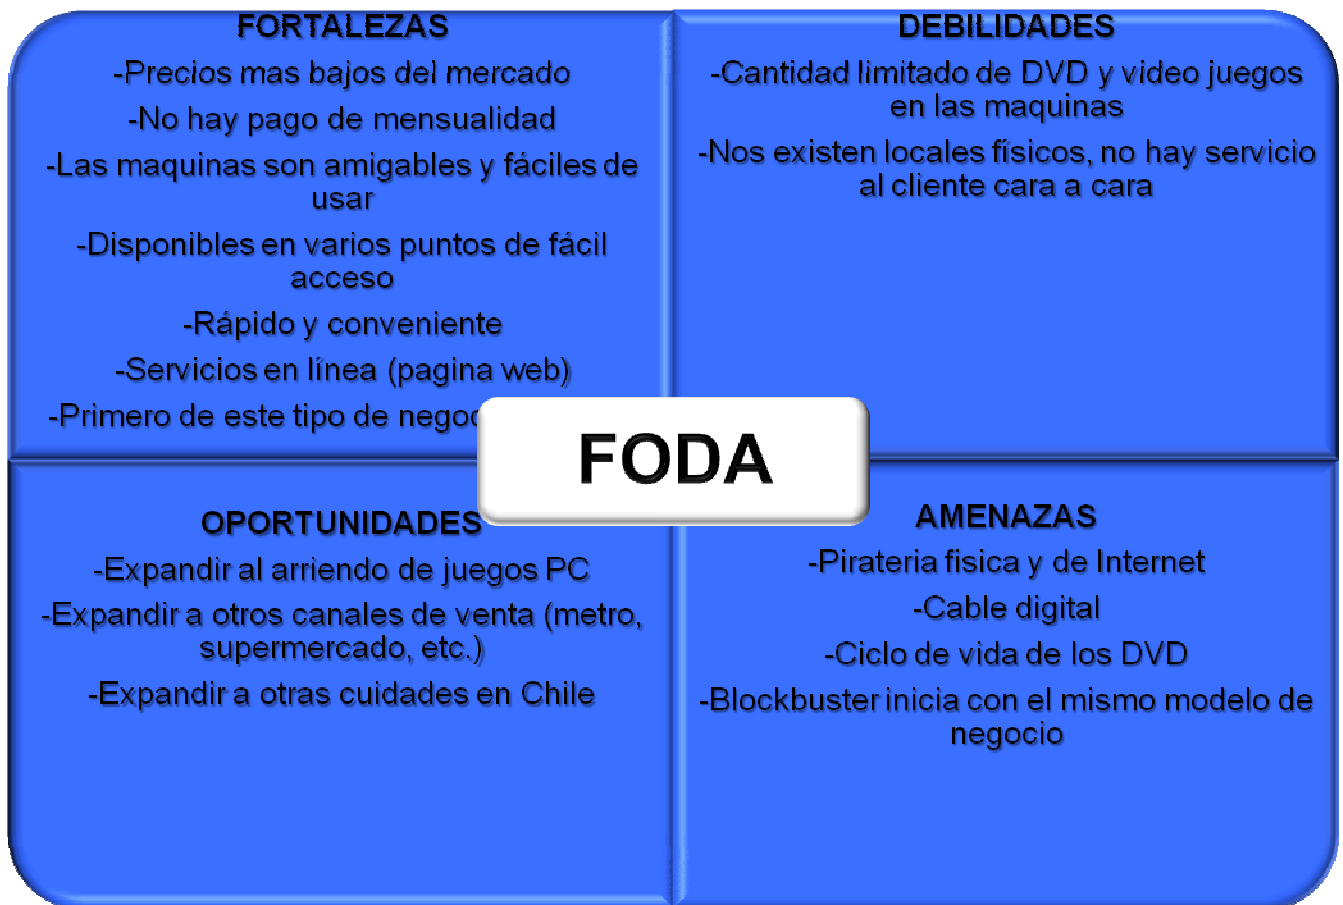 FORTALEZAS
-Precios mas bajos del mercado
-No hay pago de mensualidad
-Las maquinas son amigables y fáciles de
usar
-Disponibles en varios puntos de fácil
acceso
-Rápido y conveniente
-Servicios en línea (pagina web)
-Primero de este tipo de
DEBILIDADES
-Cantidad limitado de DVD y video juegos
en las maquinas
-Nos existen locales físicos, no hay servicio
al cliente cara a cara
FODA
OPORTUNIDADES
-Expandir al arriendo de juegos PC
-Expandir a otros canales de venta (metro,
supermercado, etc.)
-Expandir a otras cuidades en Chile
AMENAZAS
-Pirateria fisica y de Internet
-Cable digital
-Ciclo de vida de los DVD
-Blockbuster inicia con el mismo modelo de
negocio